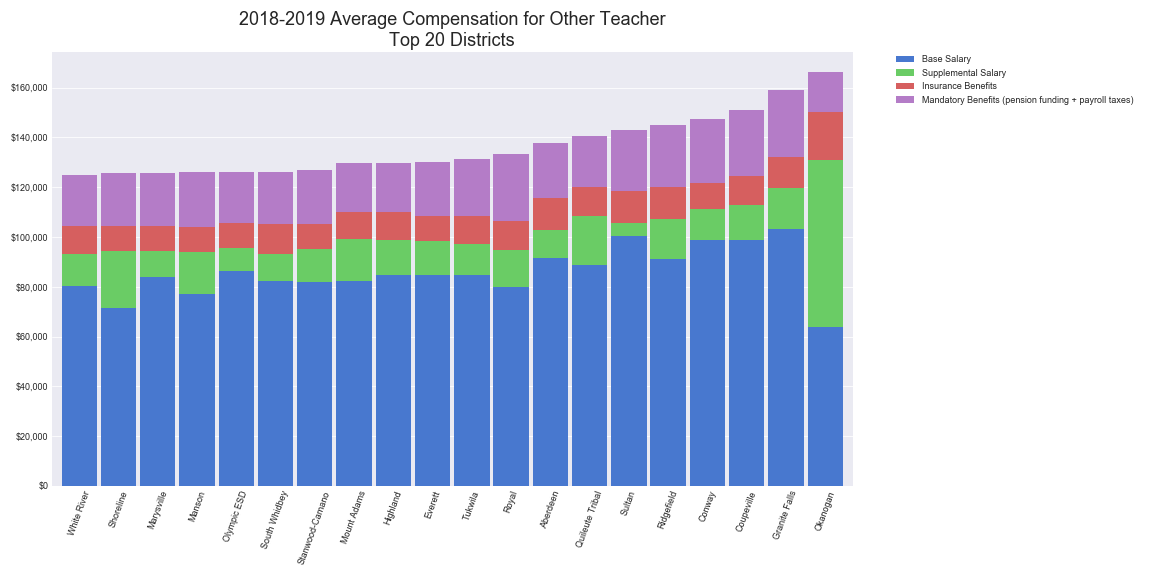 2018-2019 Average Compensation for Other Teacher
Top 20 Districts
Base Salary
Supplemental Salary
Insurance Benefits
Mandatory Benefits (pension funding + payroll taxes)
$160,000
$140,000
$120,000
$100,000
$80,000
$60,000
$40,000
$20,000
$0
White River
Shoreline
Marysville
Manson
Olympic ESD
South Whidbey
Stanwood-Camano
Mount Adams
Highland
Everett
Tukwila
Royal
Aberdeen
Quileute Tribal
Sultan
Ridgefield
Conway
Coupeville
Granite Falls
Okanogan